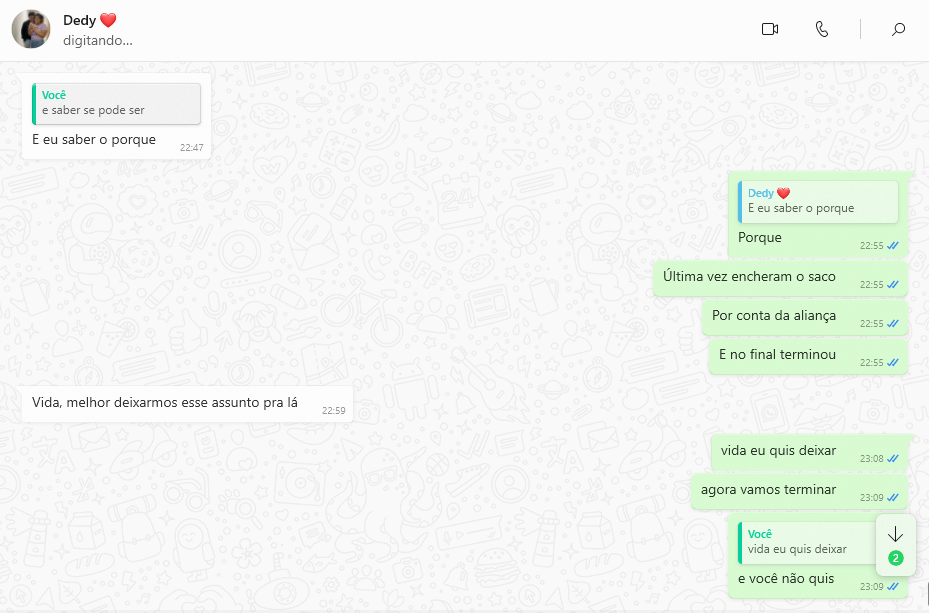 Dedy ❤️
digitando...
Você
e saber se pode ser
E eu saber o porque
22:47
Dedy ❤️
E eu saber o porque
Porque
22:55
Última vez encheram o saco
22:55
Por conta da aliança
22:55
E no final terminou
22:55
Vida, melhor deixarmos esse assunto pra lá
22:59
vida eu quis deixar
23:08
agora vamos terminar
23:09
Você
vida eu quis deixar
e você não quis
23:09
2